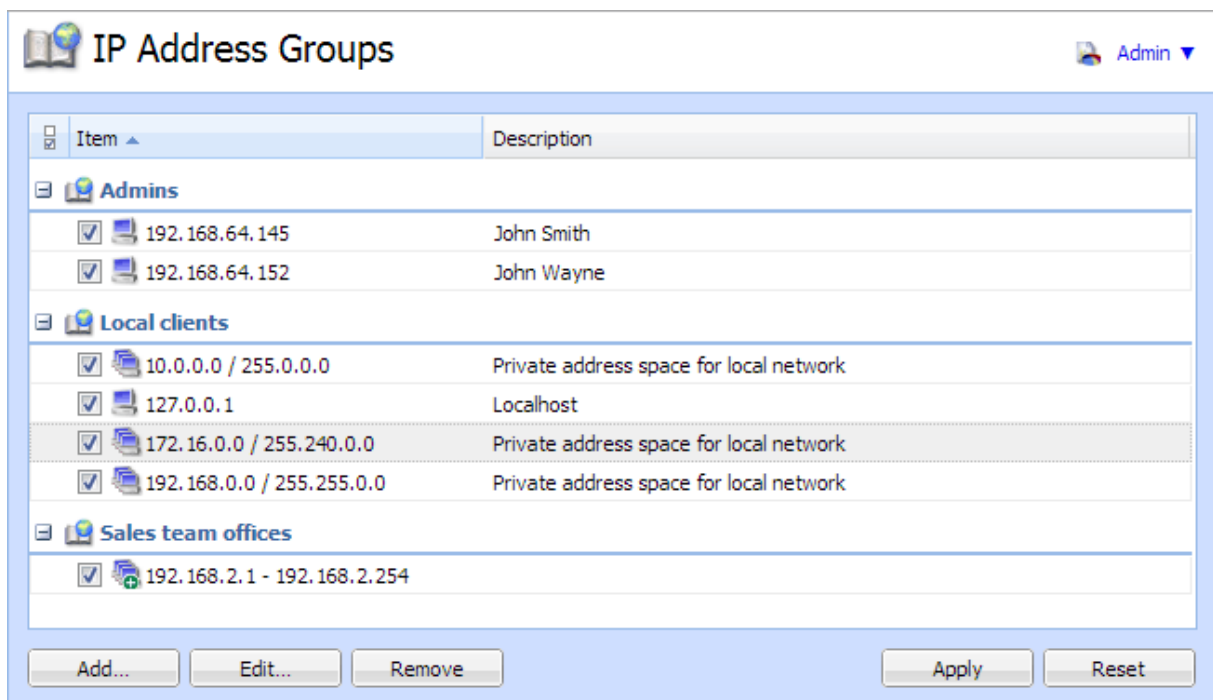 IP Address Groups
Admin ▼
Item Description
Admins
192.168.64.145 John Smith
192.168.64.152 John Wayne
Local clients
10.0.0.0 / 255.0.0.0 Private address space for local network
127.0.0.1 Localhost
172.16.0.0 / 255.240.0.0 Private address space for local network
192.168.0.0 / 255.255.0.0 Private address space for local network
Sales team offices
192.168.2.1 - 192.168.2.254
Add... Edit... Remove Apply Reset